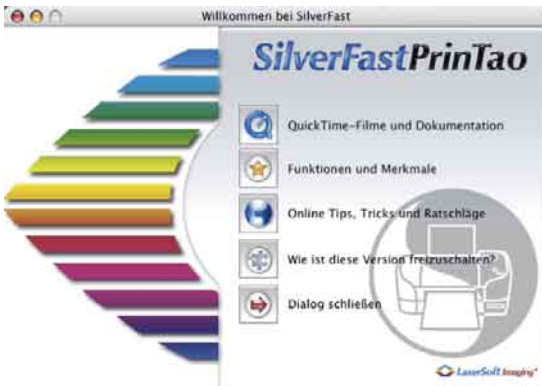 Willkommen bei SilverFast
SilverFastPrinTao
QuickTime-Filme und Dokumentation
Funktionen und Merkmale
Online Tips, Tricks und Ratschläge
Wie ist diese Version freizuschalten?
Dialog schließen
LaserSoft Imaging